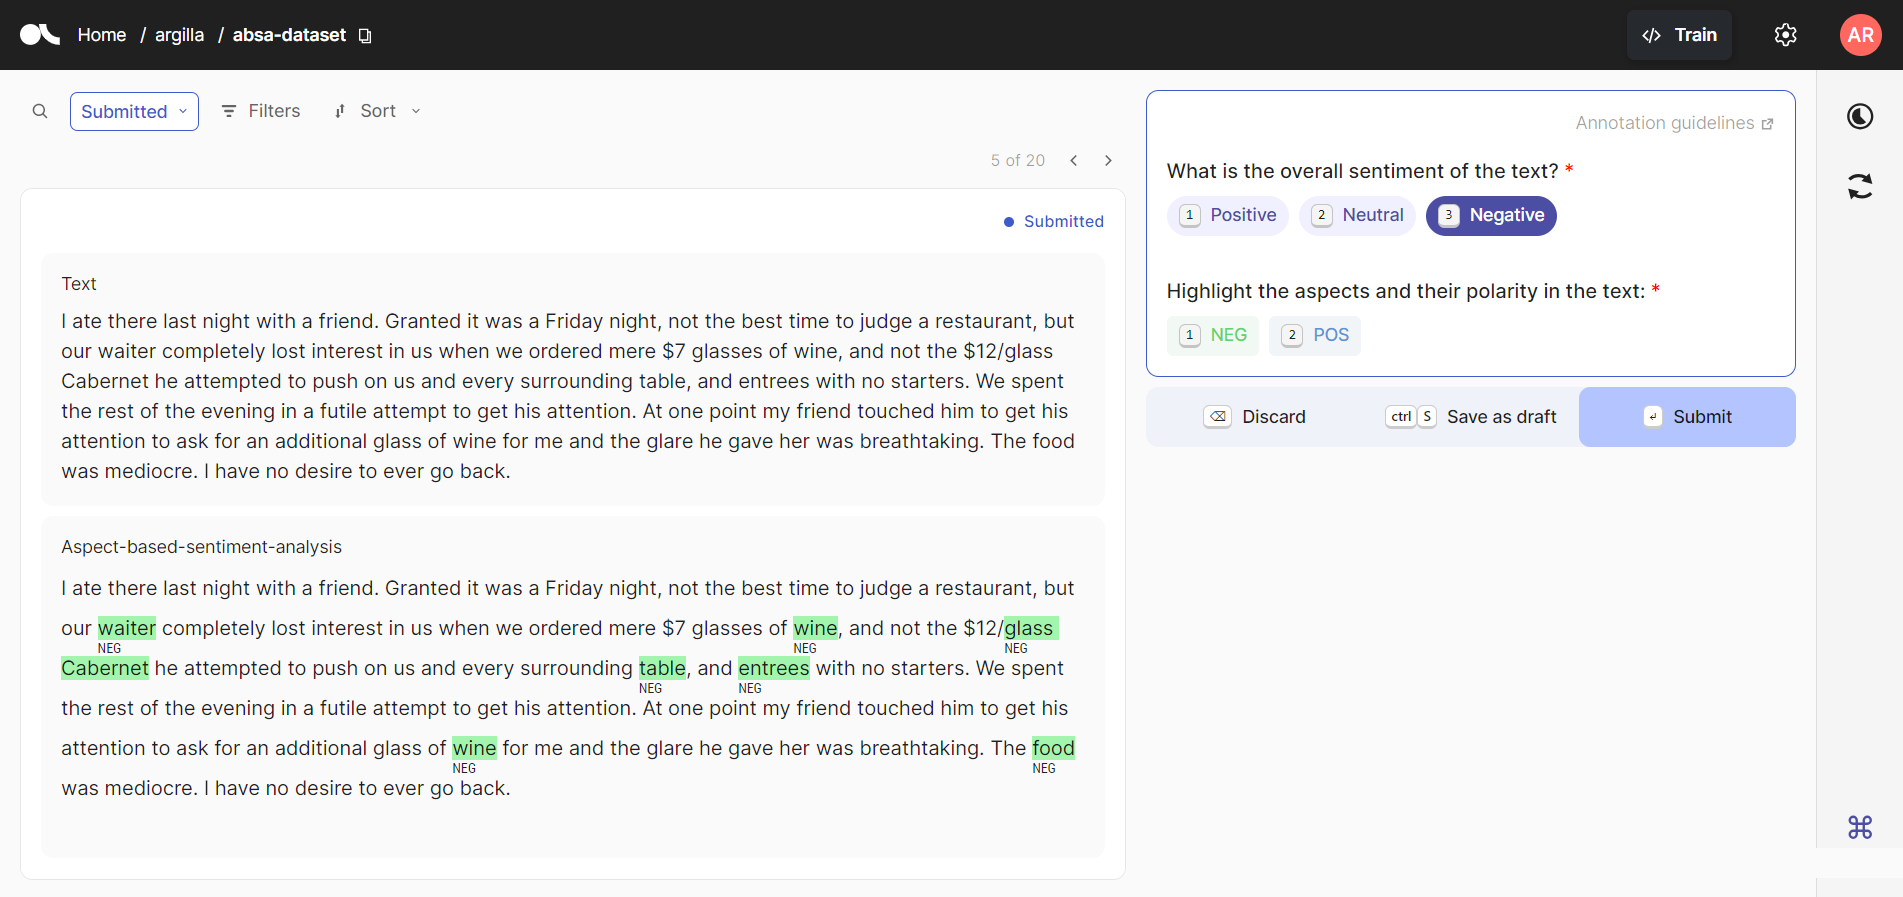 Home / argilla / absa-dataset
Train
AR
Submitted
Filters
Sort
5 of 20
Submitted
Text
I ate there last night with a friend. Granted it was a Friday night, not the best time to judge a restaurant, but
our waiter completely lost interest in us when we ordered mere $7 glasses of wine, and not the $12/glass
Cabernet he attempted to push on us and every surrounding table, and entrees with no starters. We spent
the rest of the evening in a futile attempt to get his attention. At one point my friend touched him to get his
attention to ask for an additional glass of wine for me and the glare he gave her was breathtaking. The food
was mediocre. I have no desire to ever go back.
Aspect-based-sentiment-analysis
I ate there last night with a friend. Granted it was a Friday night, not the best time to judge a restaurant, but
our waiter completely lost interest in us when we ordered mere $7 glasses of wine, and not the $12/glass
NEG NEG NEG
Cabernet he attempted to push on us and every surrounding table, and entrees with no starters. We spent
NEG NEG
the rest of the evening in a futile attempt to get his attention. At one point my friend touched him to get his
attention to ask for an additional glass of wine for me and the glare he gave her was breathtaking. The food
NEG NEG
was mediocre. I have no desire to ever go back.
Annotation guidelines
What is the overall sentiment of the text? *
1 Positive 2 Neutral 3 Negative
Highlight the aspects and their polarity in the text: *
1 NEG 2 POS
Discard ctrl S Save as draft Submit